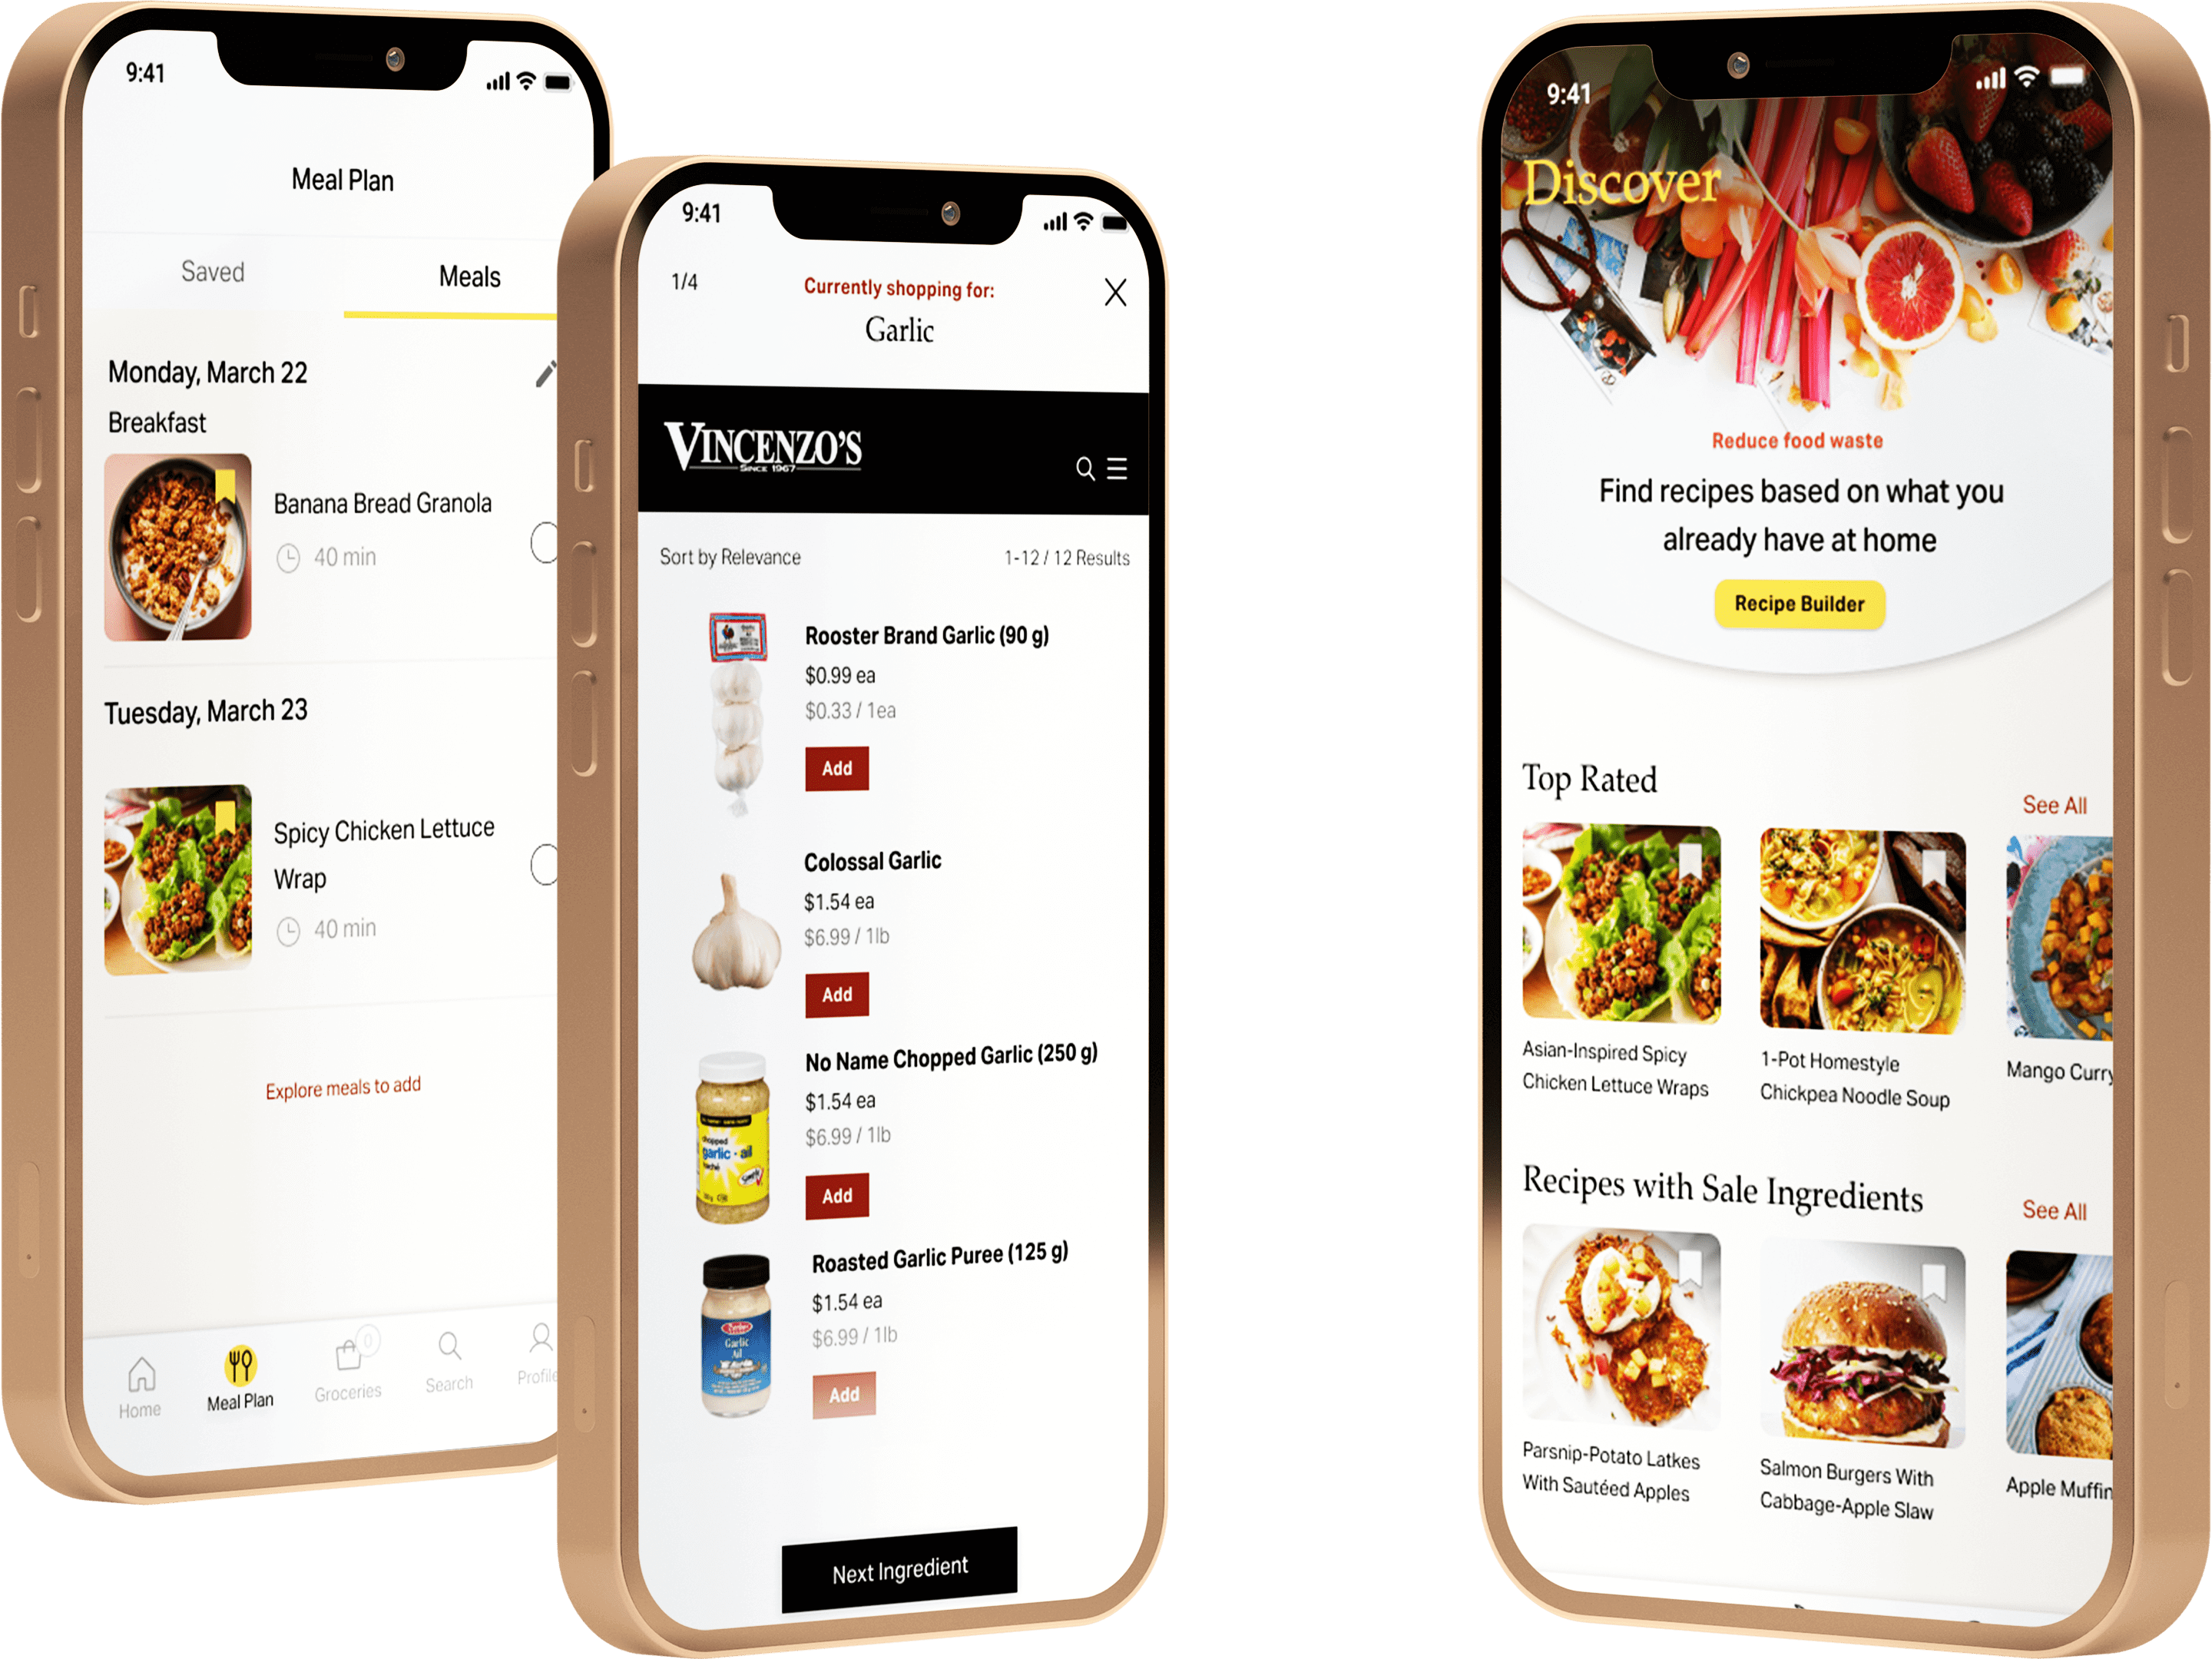 9:41
Meal Plan
Saved
Meals
Monday, March 22
Breakfast
Banana Bread Granola
40 min
Tuesday, March 23
Spicy Chicken Lettuce
Wrap
40 min
Explore meals to add
Home
Meal Plan
0
Groceries
Search
Profile
9:41
1/4
Currently shopping for:
Garlic
VINCENZO'S
SINCE 1967
Sort by Relevance
1-12 / 12 Results
Rooster Brand Garlic (90 g)
$0.99 ea
$0.33 / 1ea
Add
Colossal Garlic
$1.54 ea
$6.99 / 1lb
Add
No Name Chopped Garlic (250 g)
$1.54 ea
$6.99 / 1lb
Add
chopped
garlic - ail
haché
Roasted Garlic Puree (125 g)
$1.54 ea
$6.99 / 1lb
Add
Garlic
Ail
Next Ingredient
9:41
Discover
Reduce food waste
Find recipes based on what you
already have at home
Recipe Builder
Top Rated
See All
Asian-Inspired Spicy
Chicken Lettuce Wraps
1-Pot Homestyle
Chickpea Noodle Soup
Mango Curry
Recipes with Sale Ingredients
See All
Parsnip-Potato Latkes
With Sautéed Apples
Salmon Burgers With
Cabbage-Apple Slaw
Apple Muffin